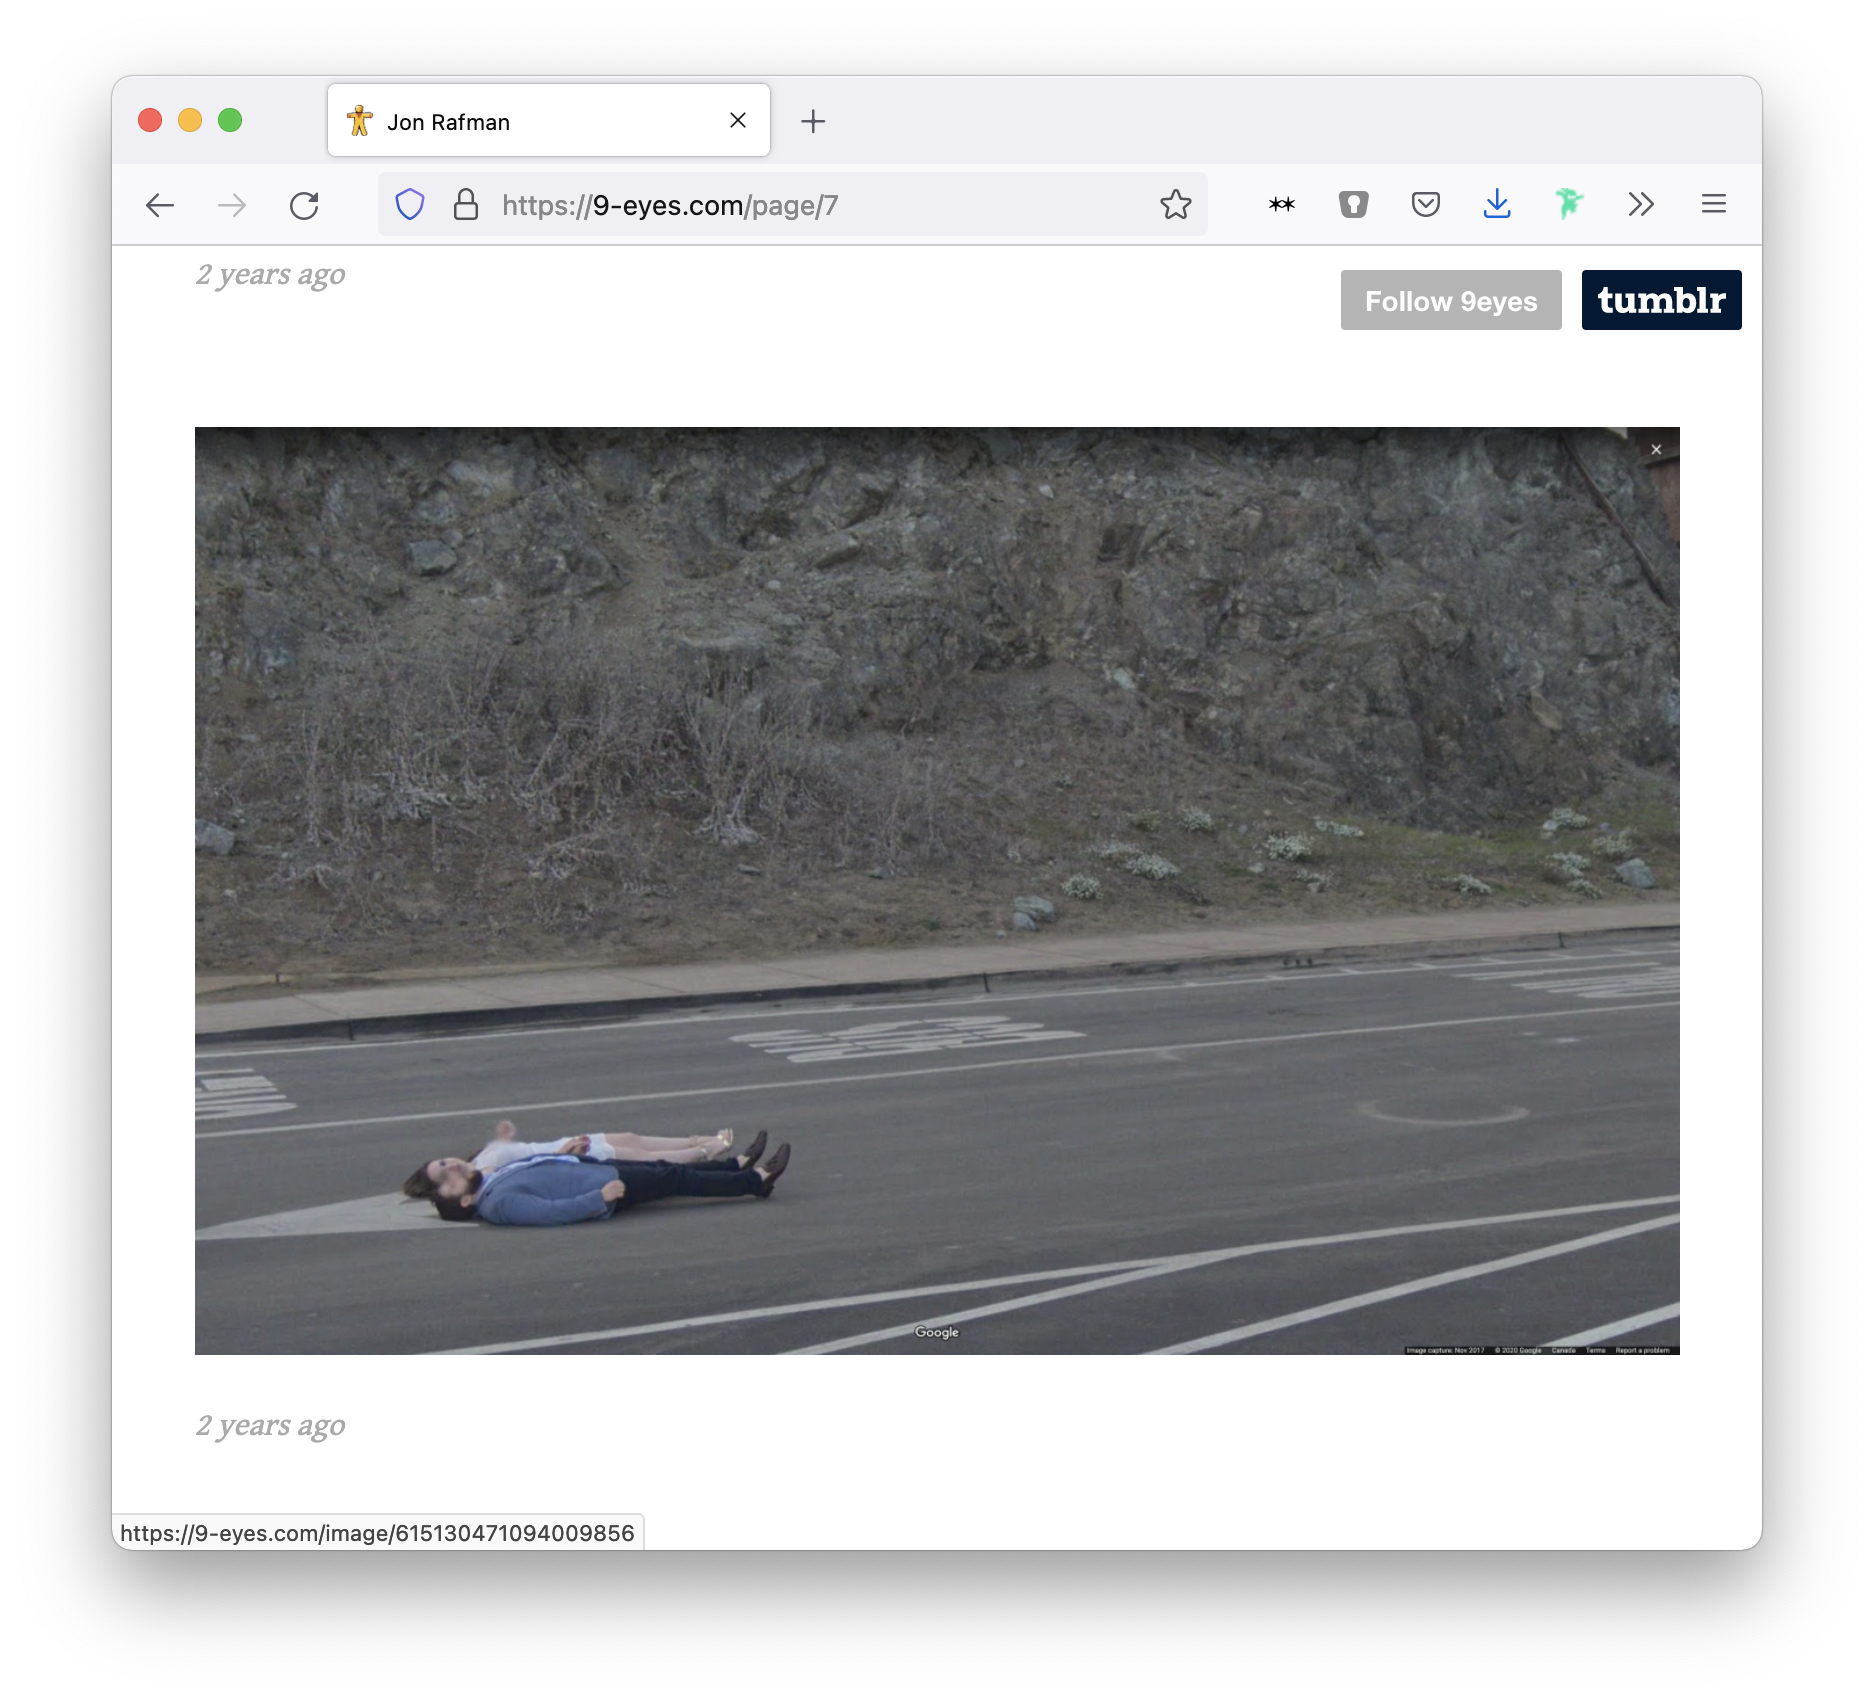 Jon Rafman
https://9-eyes.com/page/7
2 years ago
Follow 9eyes
tumblr
Google
Image capture: Nov 2017 © 2020 Google Canada Terms Report a problem
2 years ago
https://9-eyes.com/image/615130471094009856